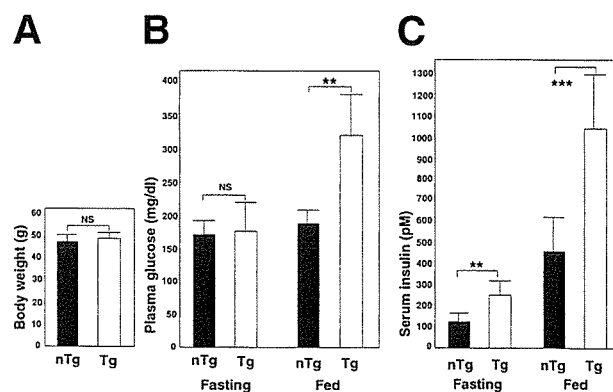 A
B
C
Body weight (g)
60
50
40
30
20
10
0
NS
nTg Tg
Plasma glucose (mg/dl)
400
350
300
250
200
150
100
50
0
NS
**
nTg Tg nTg Tg
Fasting Fed
Serum insulin (pM)
1300
1200
1100
1000
900
800
700
600
500
400
300
200
100
0
**
***
nTg Tg nTg Tg
Fasting Fed